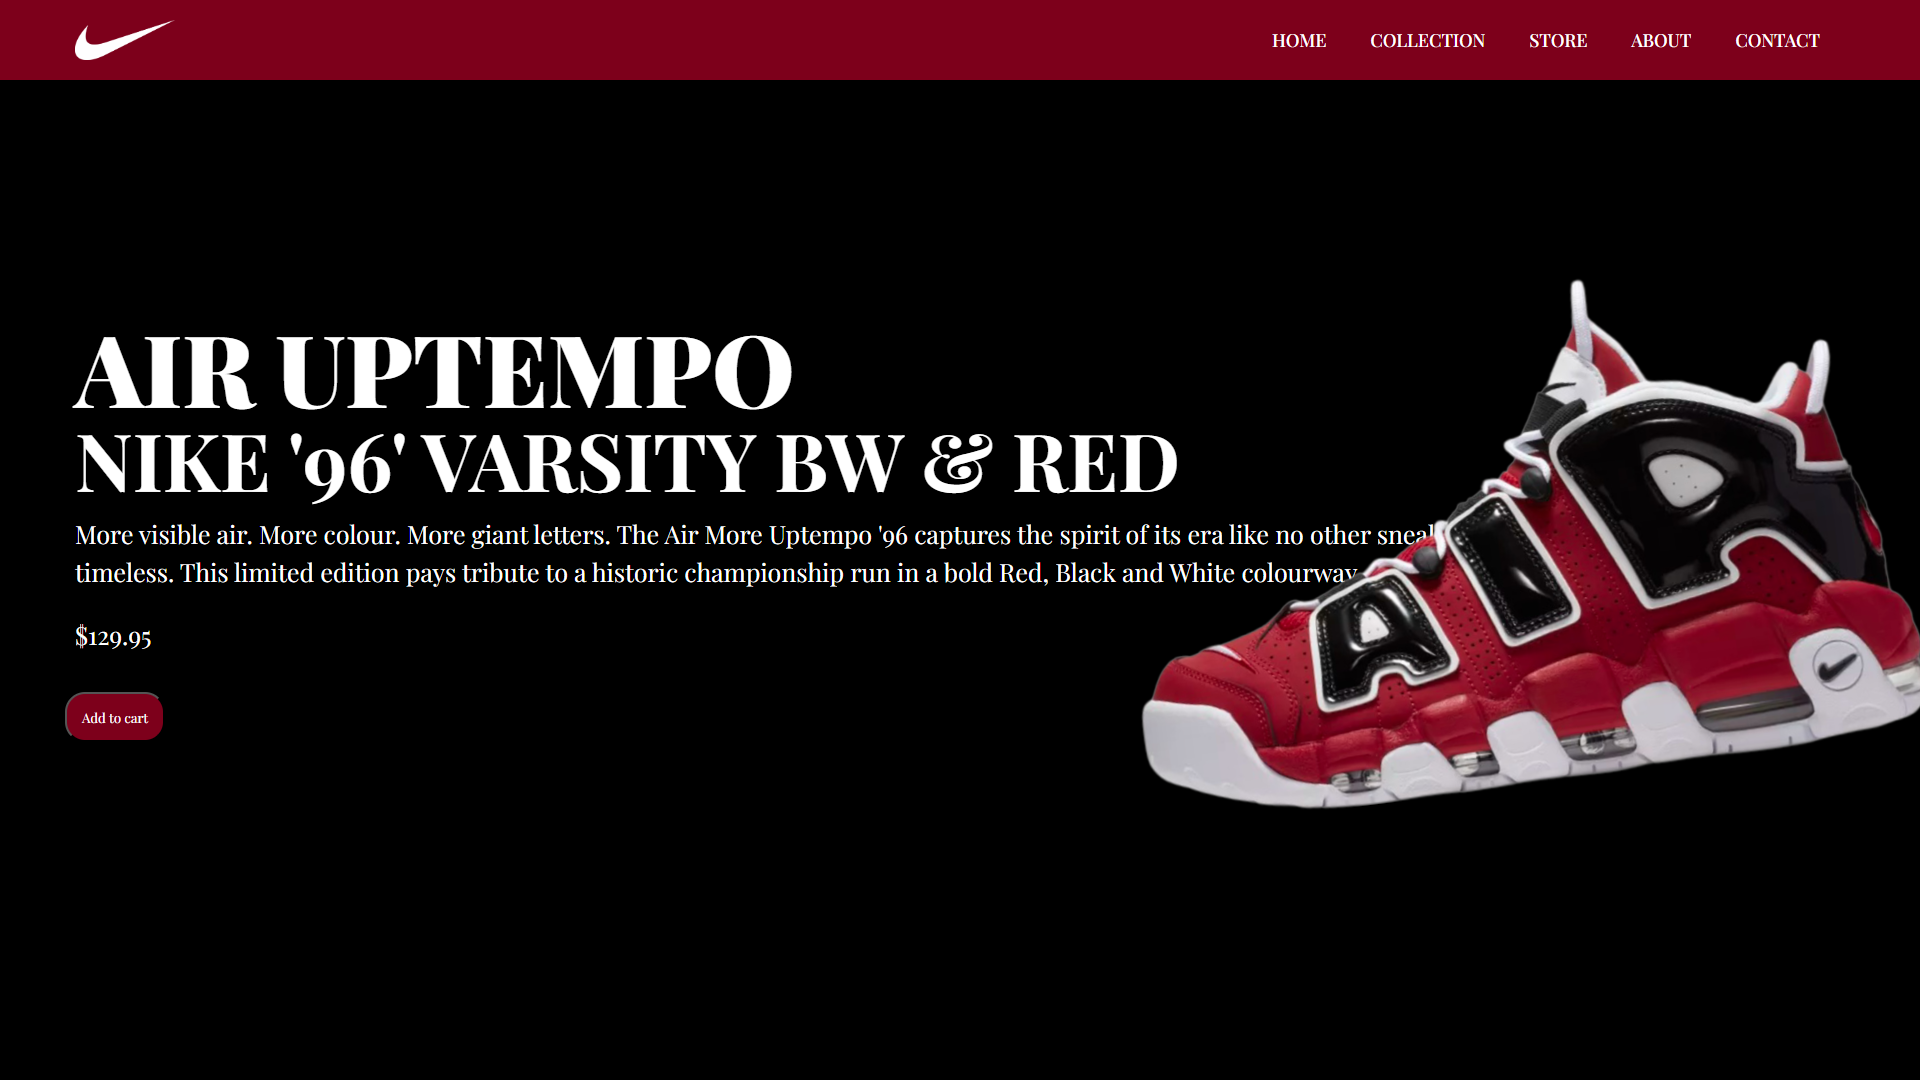 HOME COLLECTION STORE ABOUT CONTACT
AIR UPTEMPO
NIKE '96' VARSITY BW & RED
More visible air. More colour. More giant letters. The Air More Uptempo '96 captures the spirit of its era like no other
timeless. This limited edition pays tribute to a historic championship run in a bold Red, Black and White colourway
$129.95
Add to cart
AIR